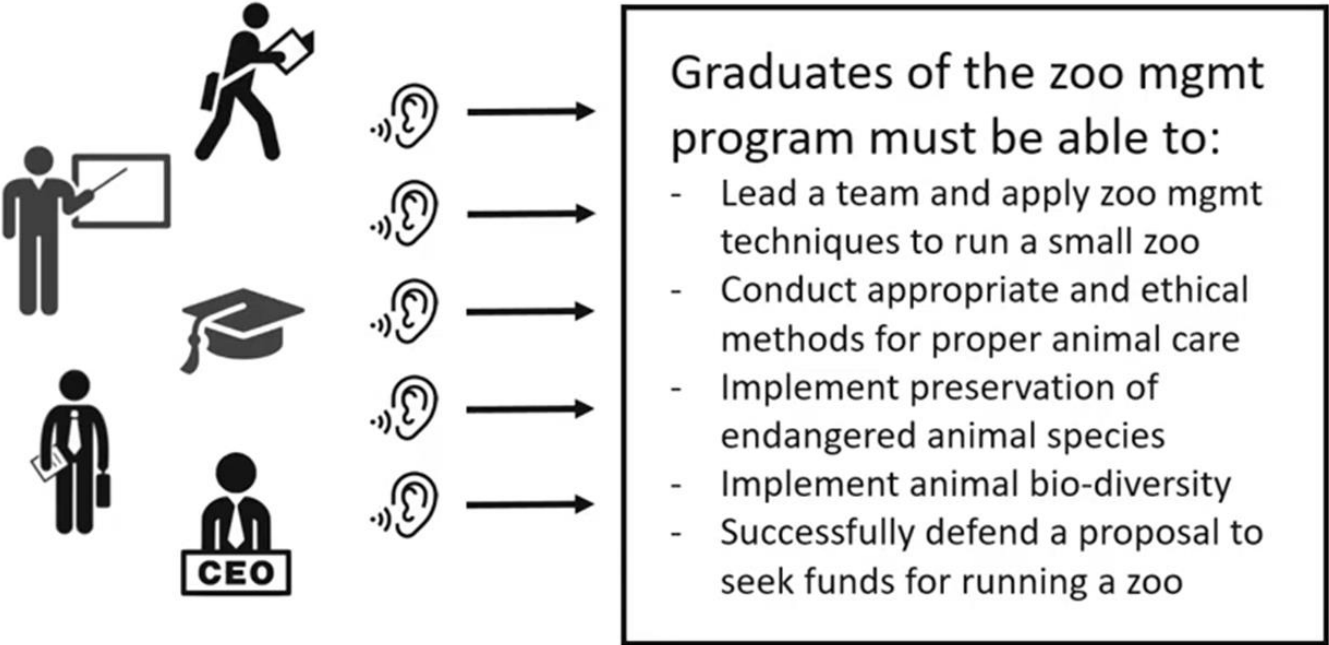 Graduates of the zoo mgmt
program must be able to:
- Lead a team and apply zoo mgmt
techniques to run a small zoo
- Conduct appropriate and ethical
methods for proper animal care
- Implement preservation of
endangered animal species
- Implement animal bio-diversity
- Successfully defend a proposal to
seek funds for running a zoo
CEO